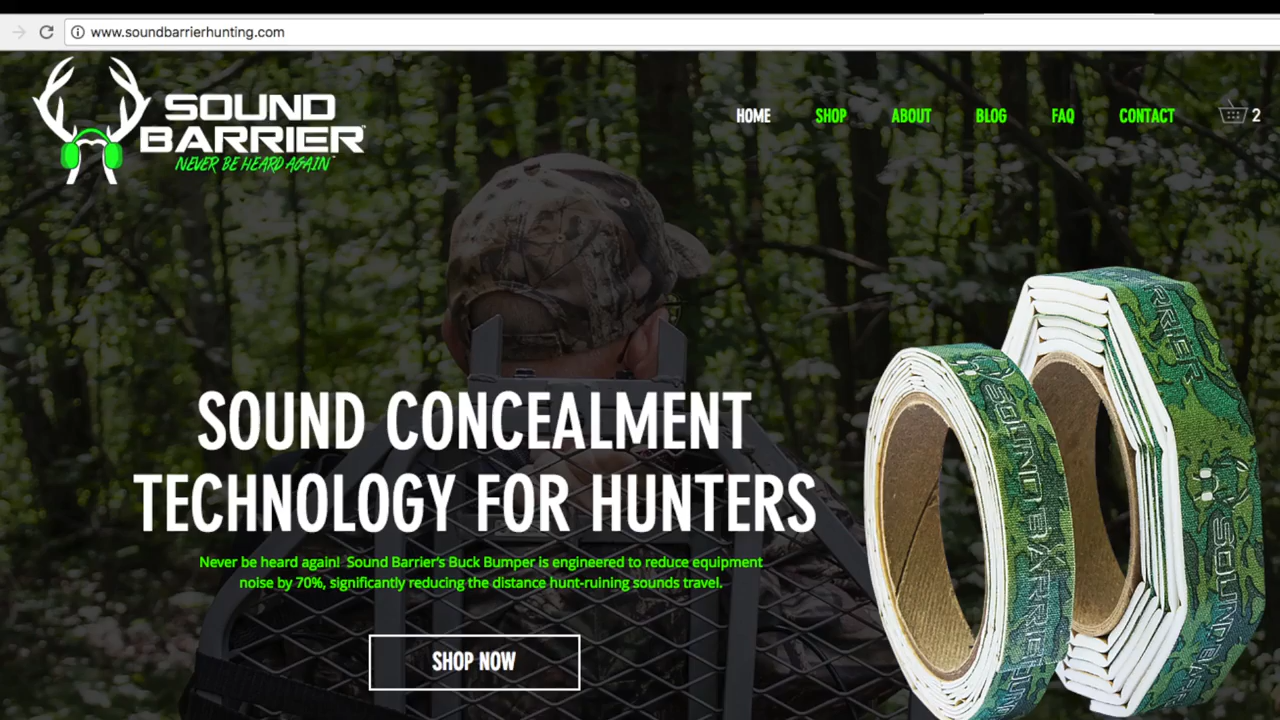 www.soundbarrierhunting.com
SOUND
BARRIER
NEVER BE HEARD AGAIN
HOME
SHOP
ABOUT
BLOG
FAQ
CONTACT
2
SOUND CONCEALMENT
TECHNOLOGY FOR HUNTERS
Never be heard again! Sound Barrier's Buck Bumper is engineered to reduce equipment
noise by 70%, significantly reducing the distance hunt-ruining sounds travel.
SHOP NOW
SOUND BARRIER
RRIER
SOUND BA